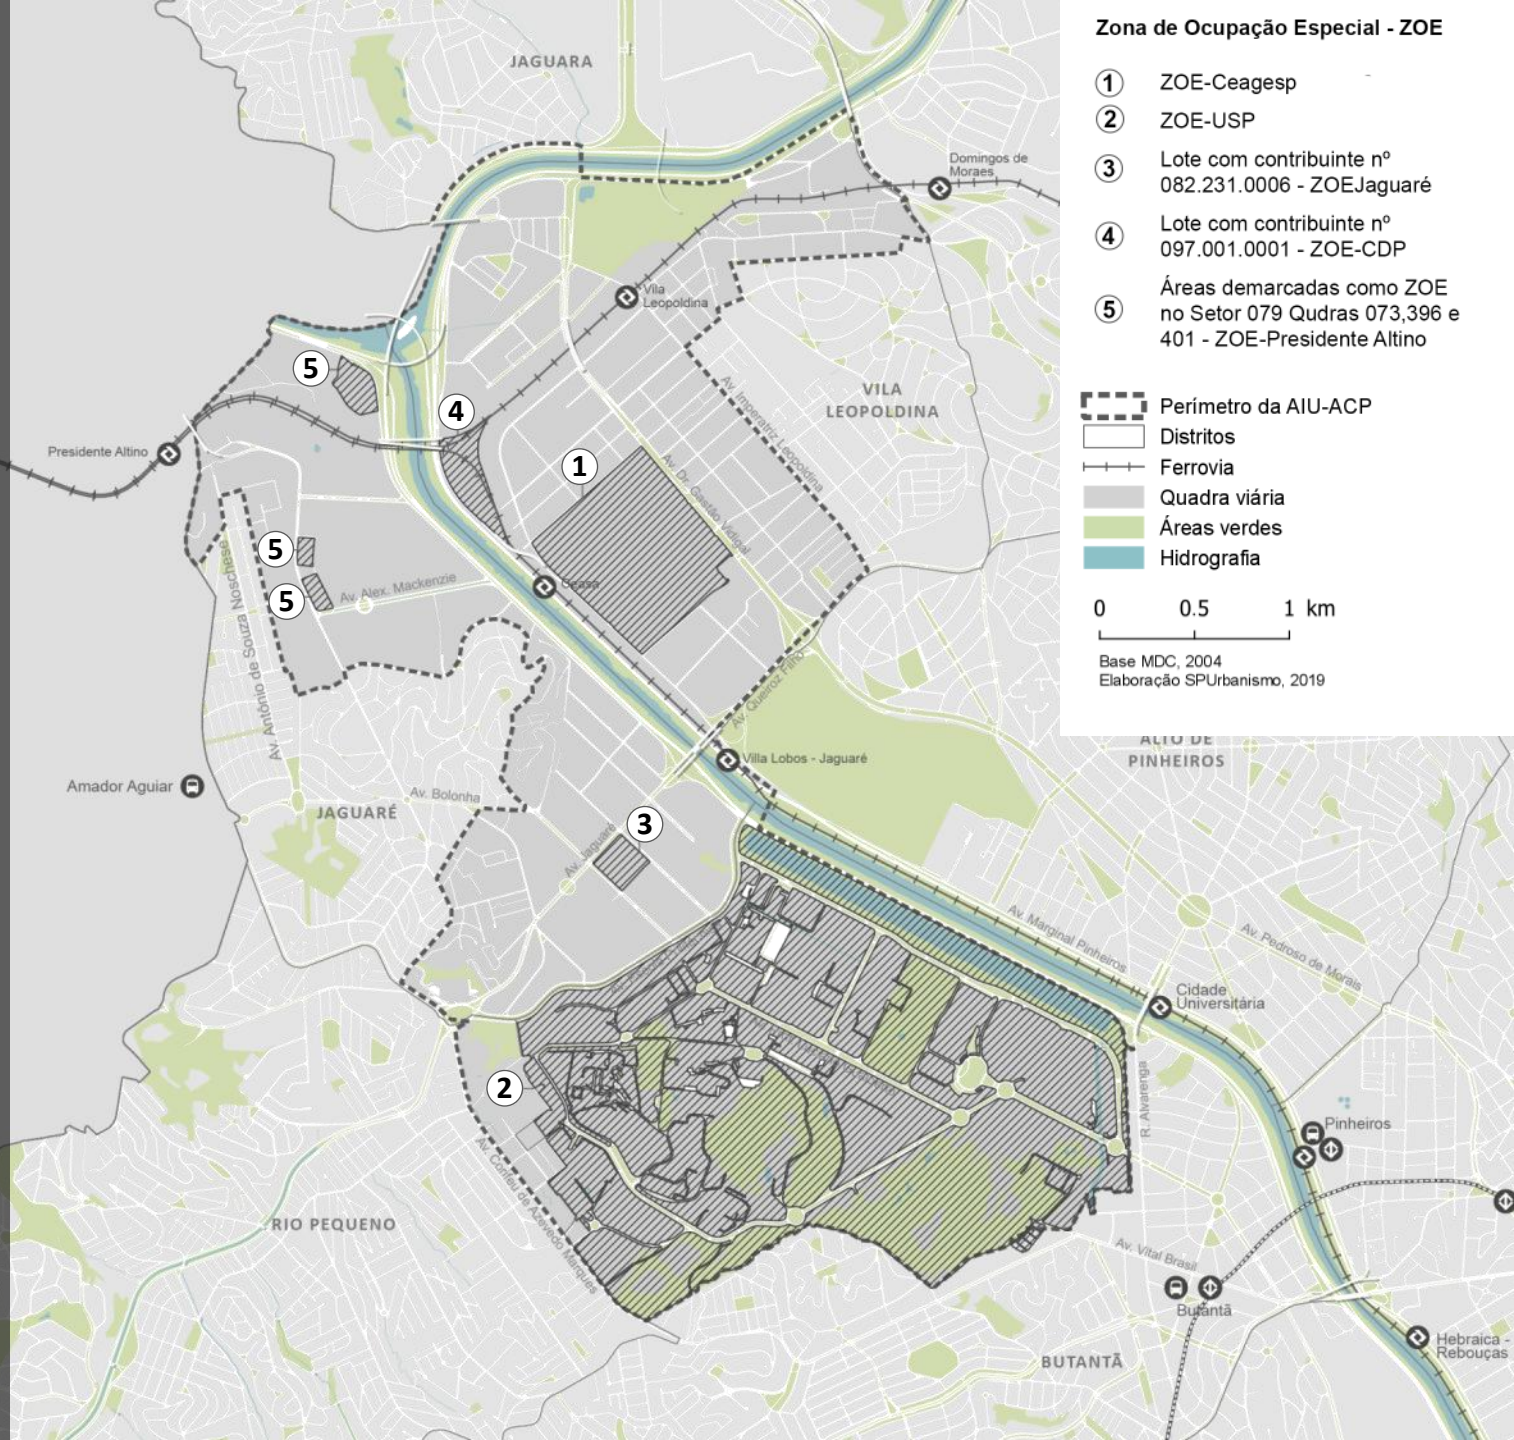 Zona de Ocupação Especial - ZOE
1 ZOE-Ceagesp
2 ZOE-USP
3 Lote com contribuinte nº
082.231.0006 - ZOEJaguaré
4 Lote com contribuinte nº
097.001.0001 - ZOE-CDP
5 Áreas demarcadas como ZOE
no Setor 079 Qudras 073,396 e
401 - ZOE-Presidente Altino
Perímetro da AIU-ACP
Distritos
Ferrovia
Quadra viária
Áreas verdes
Hidrografia
0 0.5 1 km
Base MDC, 2004
Elaboração SPUrbanismo, 2019
JAGUARA
Domingos de
Moraes
Vila
Leopoldina
5
4
VILA
LEOPOLDINA
Av. Imperatriz Leopoldina
Presidente Altino
1
Av. Dr. Gastão Vidigal
5
5
Av. Alex. Mackenzie
Ceasa
Av. Antônio de Souza Noschese
Av. Queiroz Filho
ALTO DE
PINHEIROS
Villa Lobos - Jaguaré
Amador Aguiar
Av. Bolonha
JAGUARÉ
3
Av. Jaguaré
Av. Marginal Pinheiros
Av. Pedroso de Morais
Cidade
Universitária
2
R. Alvarenga
Pinheiros
Av. Corifeu de Azevedo Marques
RIO PEQUENO
Av. Vital Brasil
Butantã
Hebraica -
Rebouças
BUTANTÃ